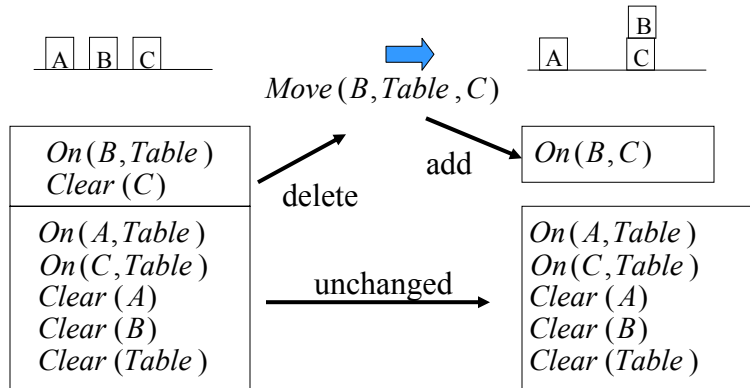 A B C
B
A C
Move(B,Table,C)
On(B,Table)
Clear(C)
delete
add
On(B,C)
On(A,Table)
On(C,Table)
Clear(A)
Clear(B)
Clear(Table)
unchanged
On(A,Table)
On(C,Table)
Clear(A)
Clear(B)
Clear(Table)